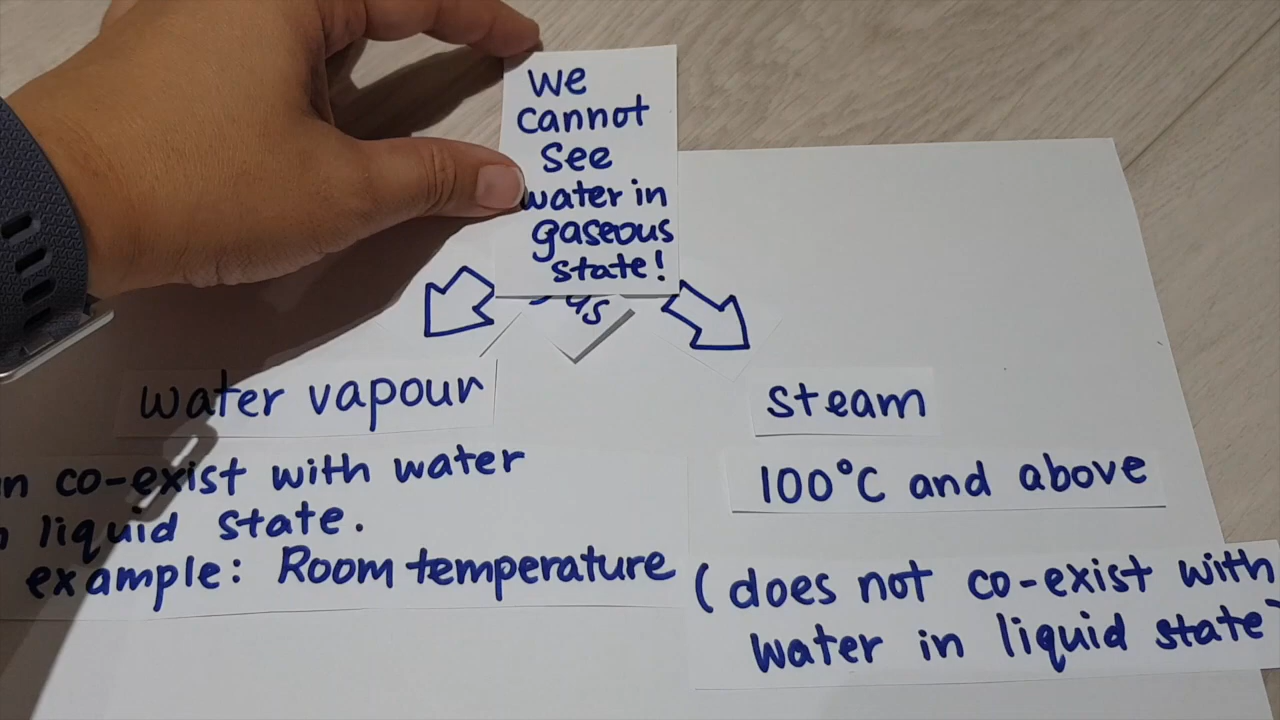 We
cannot
see
water in
gaseous
state!
water vapour
steam
co-exist with water
liquid state.
example: Room temperature
100°C and above
(does not co-exist with
water in liquid state)